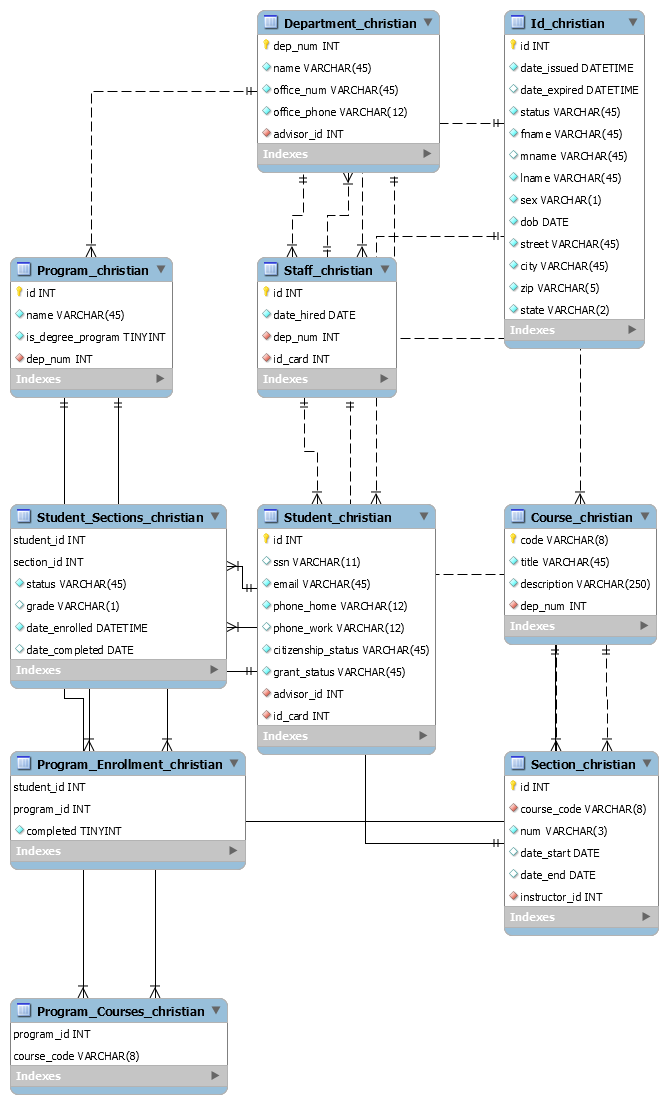 Department_christian
dep_num INT
name VARCHAR(45)
office_num VARCHAR(45)
office_phone VARCHAR(12)
advisor_id INT
Indexes
Id_christian
id INT
date_issued DATETIME
date_expired DATETIME
status VARCHAR(45)
fname VARCHAR(45)
mname VARCHAR(45)
lname VARCHAR(45)
sex VARCHAR(1)
dob DATE
street VARCHAR(45)
city VARCHAR(45)
zip VARCHAR(5)
state VARCHAR(2)
Indexes
Program_christian
id INT
name VARCHAR(45)
is_degree_program TINYINT
dep_num INT
Indexes
Staff_christian
id INT
date_hired DATE
dep_num INT
id_card INT
Indexes
Student_Sections_christian
student_id INT
section_id INT
status VARCHAR(45)
grade VARCHAR(1)
date_enrolled DATETIME
date_completed DATE
Indexes
Student_christian
id INT
ssn VARCHAR(11)
email VARCHAR(45)
phone_home VARCHAR(12)
phone_work VARCHAR(12)
citizenship_status VARCHAR(45)
grant_status VARCHAR(45)
advisor_id INT
id_card INT
Indexes
Course_christian
code VARCHAR(8)
title VARCHAR(45)
description VARCHAR(250)
dep_num INT
Indexes
Program_Enrollment_christian
student_id INT
program_id INT
completed TINYINT
Indexes
Section_christian
id INT
course_code VARCHAR(8)
num VARCHAR(3)
date_start DATE
date_end DATE
instructor_id INT
Indexes
Program_Courses_christian
program_id INT
course_code VARCHAR(8)
Indexes